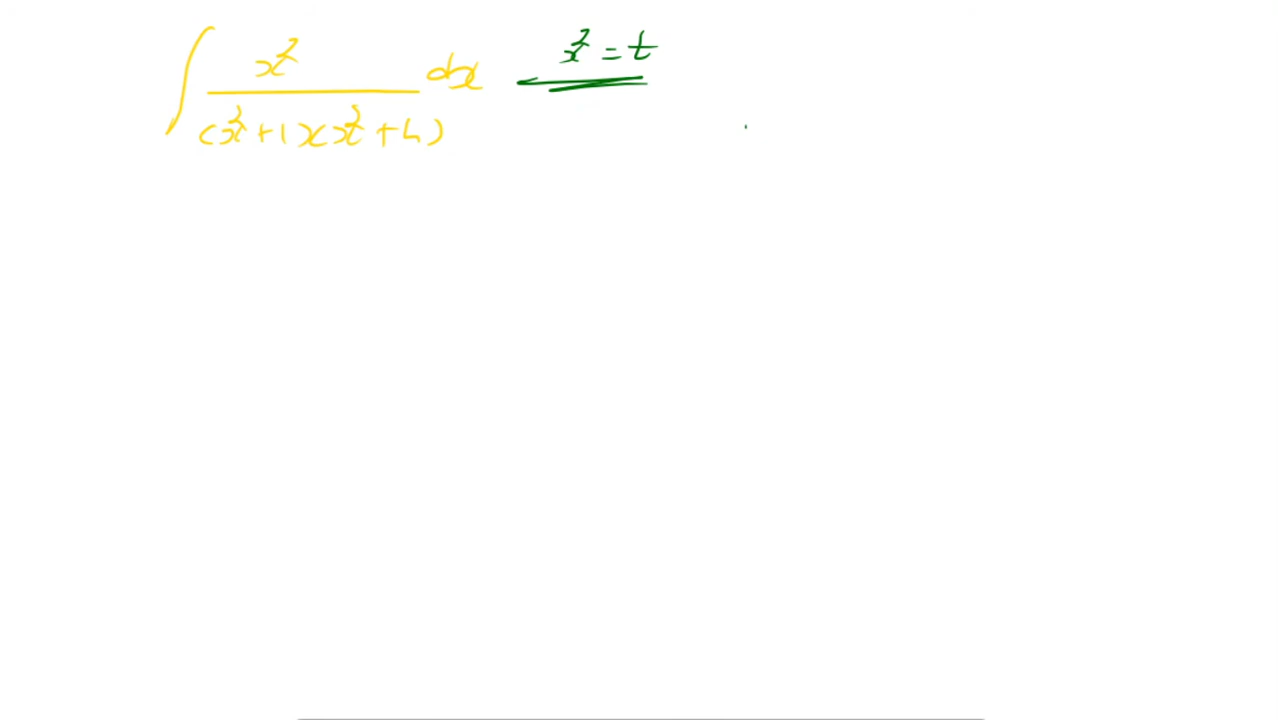 ∫ x² / (x²+1)(x²+4) dx x² = t